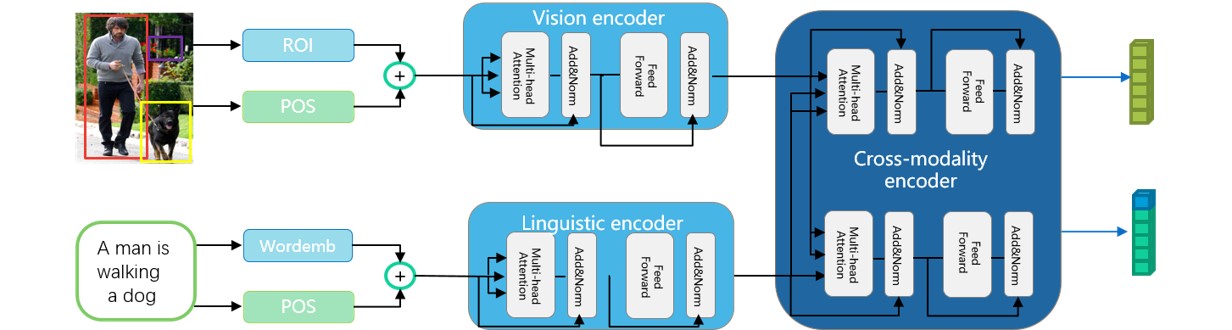 Vision encoder
ROI
POS
+
Multi-head
Attention
Add&Norm
Feed
Forward
Add&Norm
Multi-head
Attention
Add&Norm
Feed
Forward
Add&Norm
Cross-modality
encoder
A man is
walking
a dog
Wordemb
POS
+
Linguistic encoder
Multi-head
Attention
Add&Norm
Feed
Forward
Add&Norm
Multi-head
Attention
Add&Norm
Feed
Forward
Add&Norm